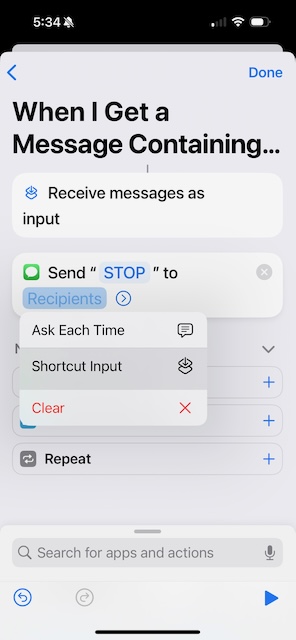 5:34
Done
When I Get a
Message Containing...
Receive messages as
input
Send “ STOP ” to
Recipients
Ask Each Time
Shortcut Input
Clear
Repeat
Search for apps and actions